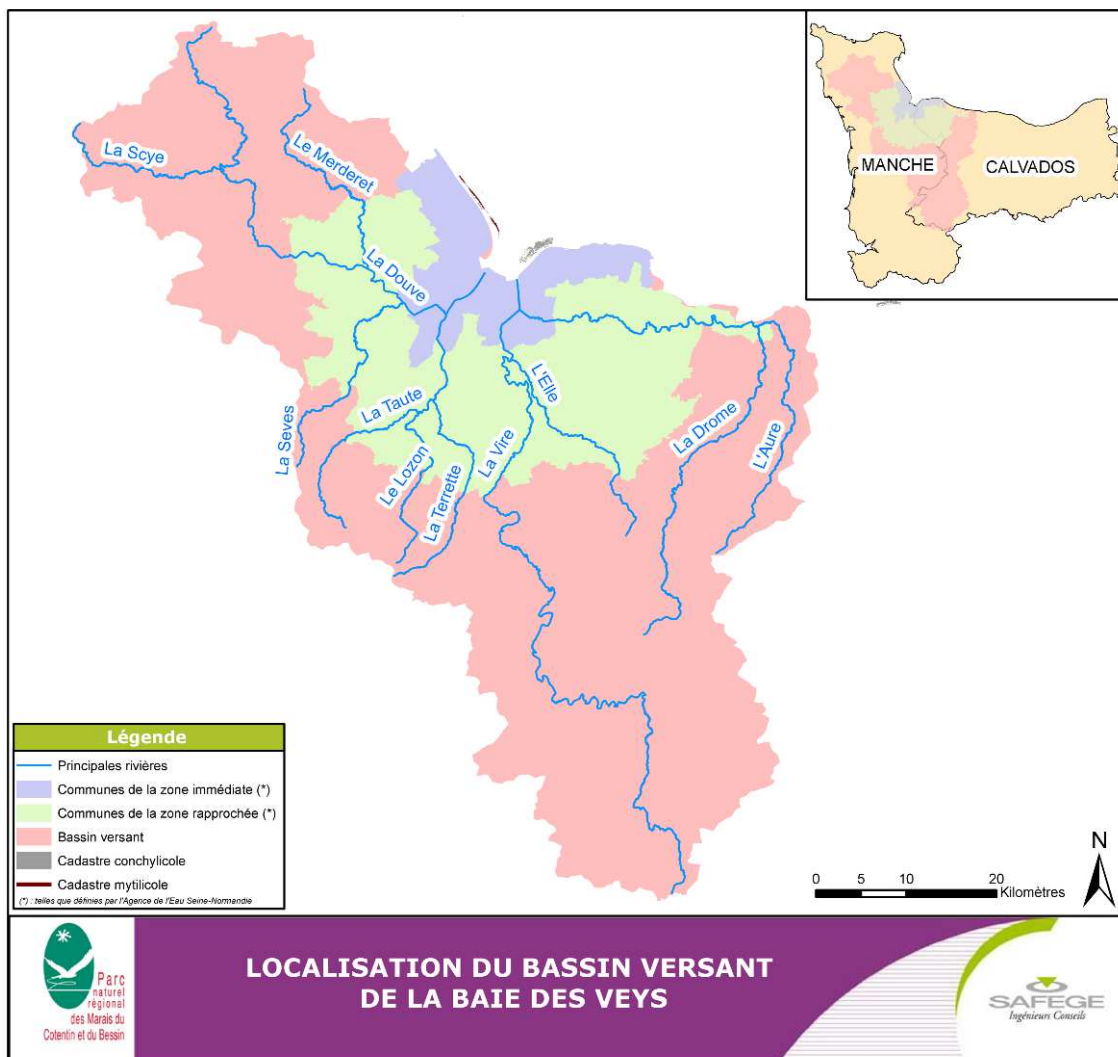 MANCHE
CALVADOS
La Scye
Le Merderet
La Douve
La Taute
L'Elle
La Seves
Le Lozon
La Terrette
La Vire
La Drome
L'Aure
Légende
Principales rivières
Communes de la zone immédiate (*)
Communes de la zone rapprochée (*)
Bassin versant
Cadastre conchylicole
Cadastre mytilicole
(*) : telles que définies par l'Agence de l'Eau Seine-Normandie
N
0 5 10 20
Kilomètres
Parc
naturel
régional
des Marais du
Cotentin et du Bessin
LOCALISATION DU BASSIN VERSANT
DE LA BAIE DES VEYS
SAFEGE
Ingénieurs Conseils